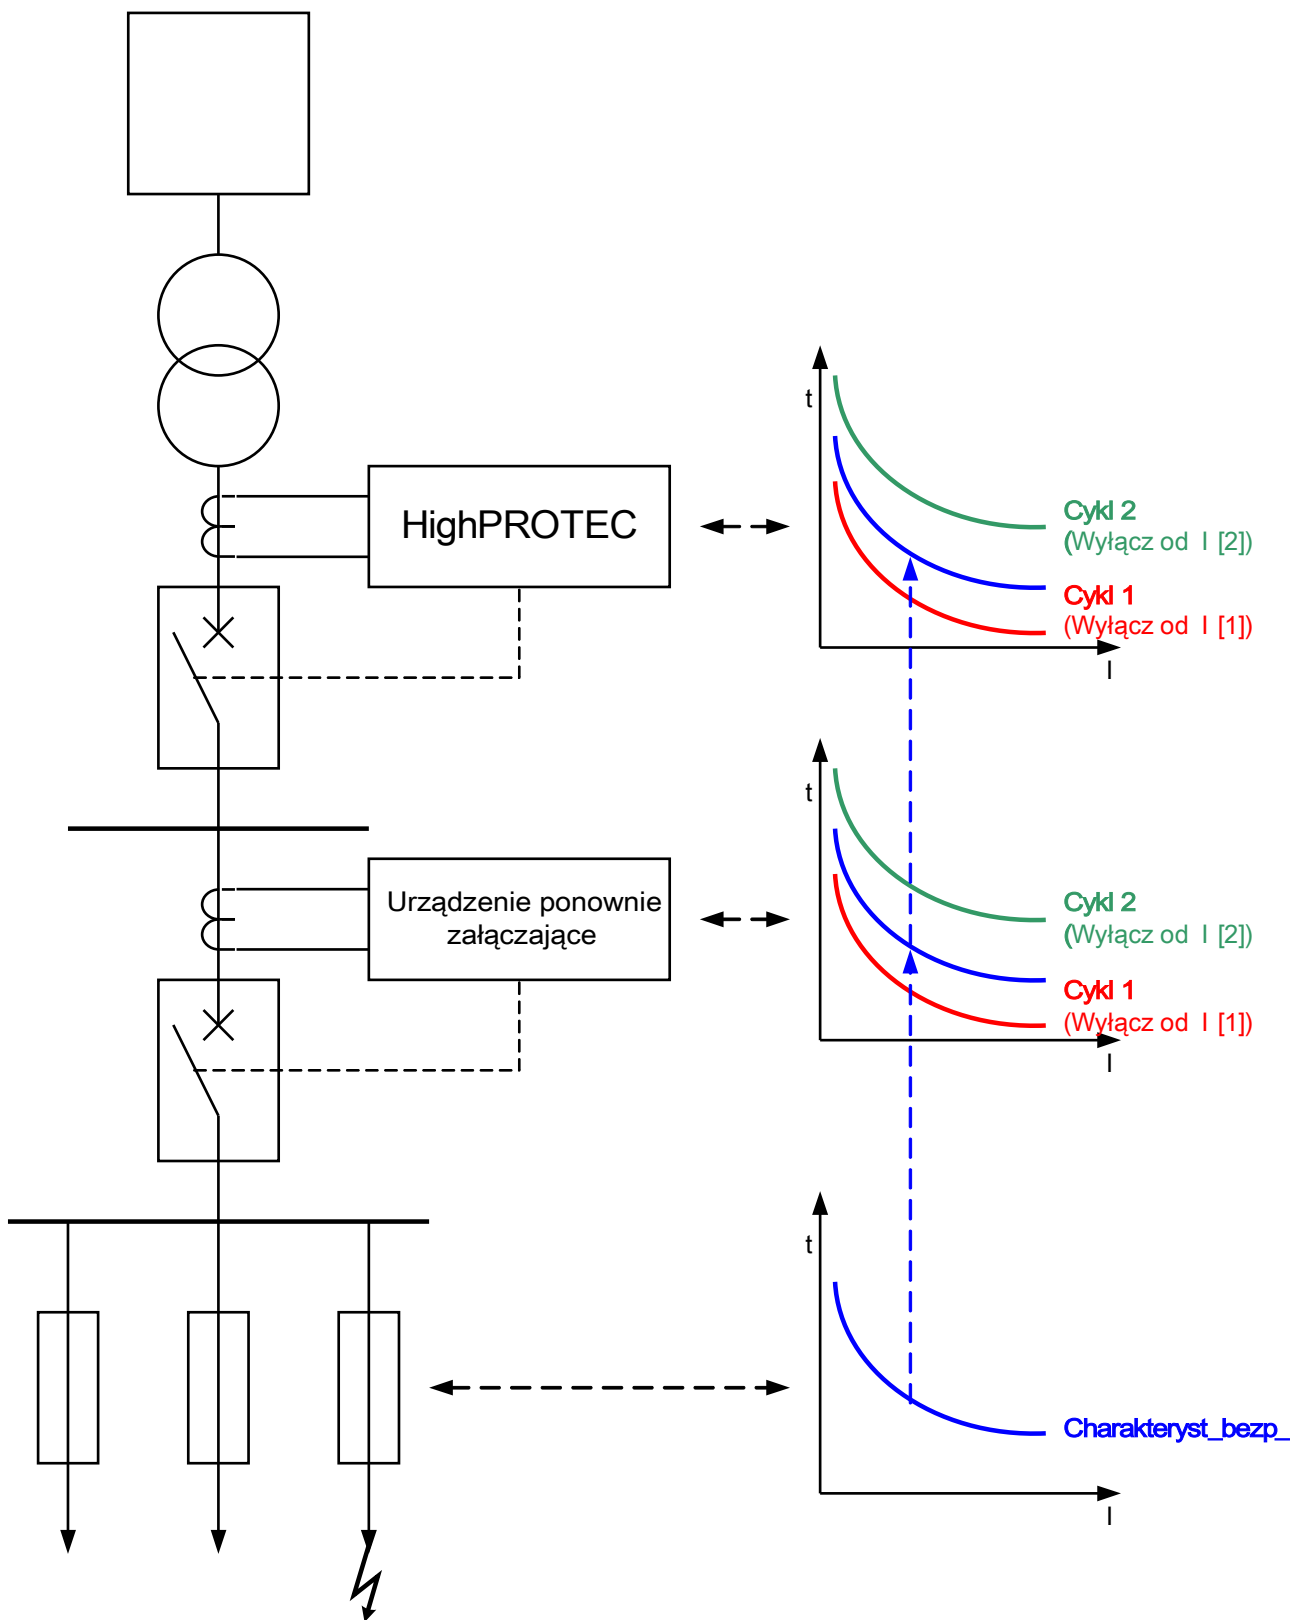 t
HighPROTEC
Cykl 2
(Wyłącz od I [2])
Cykl 1
(Wyłącz od I [1])
I
t
Urządzenie ponownie
załączające
Cykl 2
(Wyłącz od I [2])
Cykl 1
(Wyłącz od I [1])
I
t
Charakteryst_bezp_
I